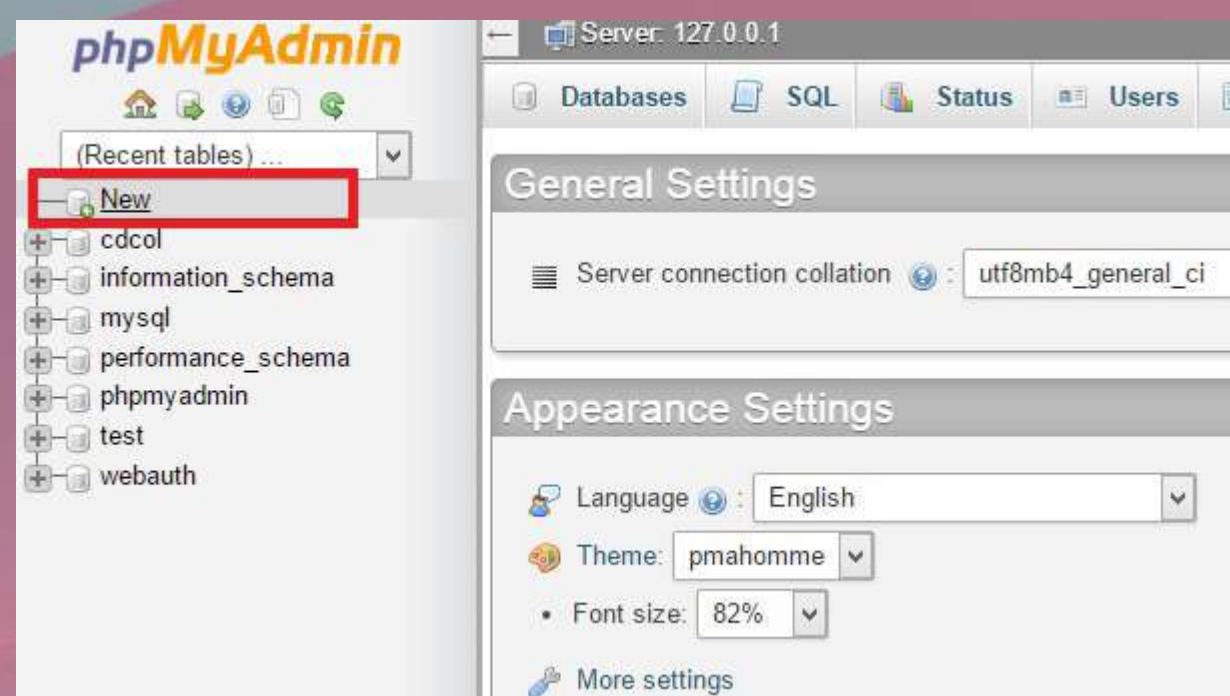 phpMyAdmin
(Recent tables) ...
New
cdcol
information_schema
mysql
performance_schema
phpmyadmin
test
webauth
Server: 127.0.0.1
Databases SQL Status Users
General Settings
Server connection collation : utf8mb4_general_ci
Appearance Settings
Language : English
Theme: pmahomme
• Font size: 82%
More settings